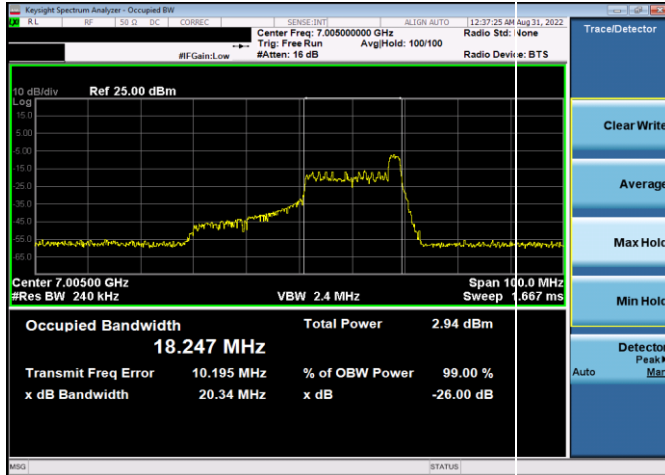 Keysight Spectrum Analyzer - Occupied BW
RL RF 50 Ω DC CORREC SENSE:INT ALIGN AUTO 12:37:25 AM Aug 31, 2022
Center Freq: 7.005000000 GHz Radio Std: None
Trig: Free Run Avg|Hold: 100/100
#IFGain:Low #Atten: 16 dB Radio Device: BTS
Trace/Detector
10 dB/div Ref 25.00 dBm
Log
15.0
5.00
-5.00
-15.0
-25.0
-35.0
-45.0
-55.0
-65.0
Center 7.00500 GHz Span 100.0 MHz
#Res BW 240 kHz VBW 2.4 MHz Sweep 1.667 ms
Occupied Bandwidth Total Power 2.94 dBm
18.247 MHz
Transmit Freq Error 10.195 MHz % of OBW Power 99.00 %
x dB Bandwidth 20.34 MHz x dB -26.00 dB
Clear Write
Average
Max Hold
Min Hold
Detector
Peak
Auto Man
MSG STATUS